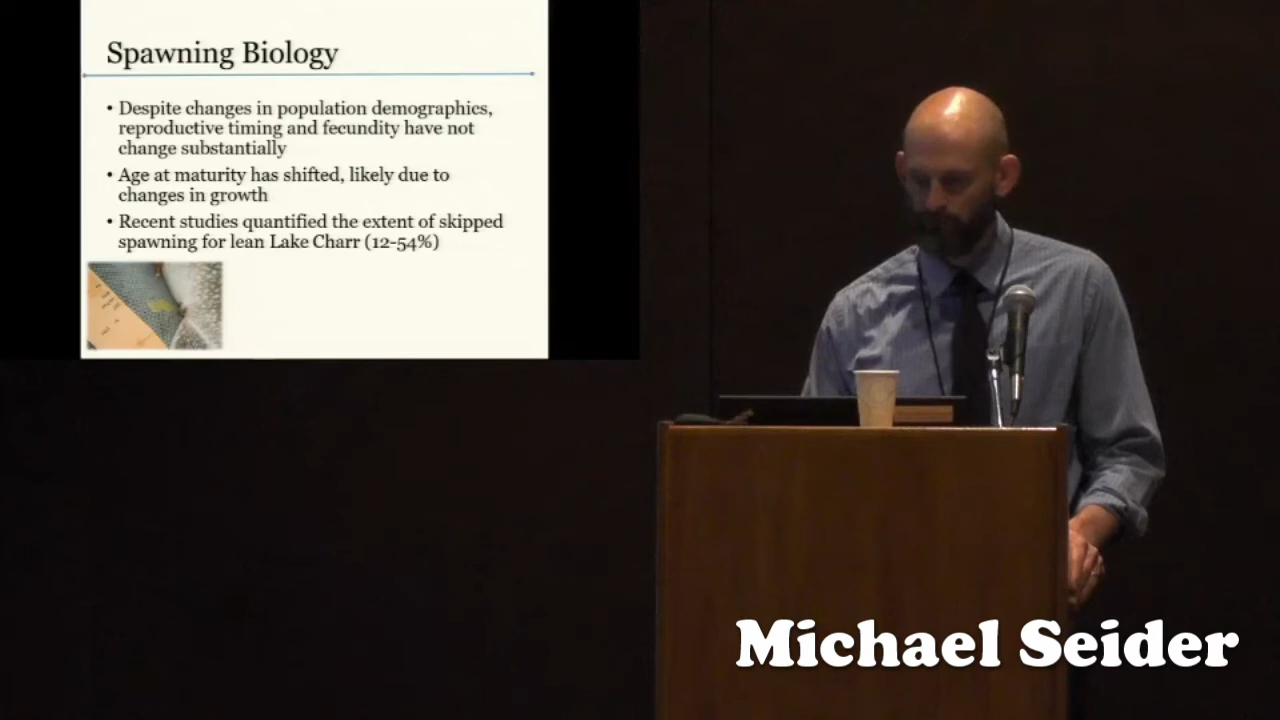 Spawning Biology
• Despite changes in population demographics,
reproductive timing and fecundity have not
change substantially
• Age at maturity has shifted, likely due to
changes in growth
• Recent studies quantified the extent of skipped
spawning for lean Lake Charr (12-54%)
Michael Seider